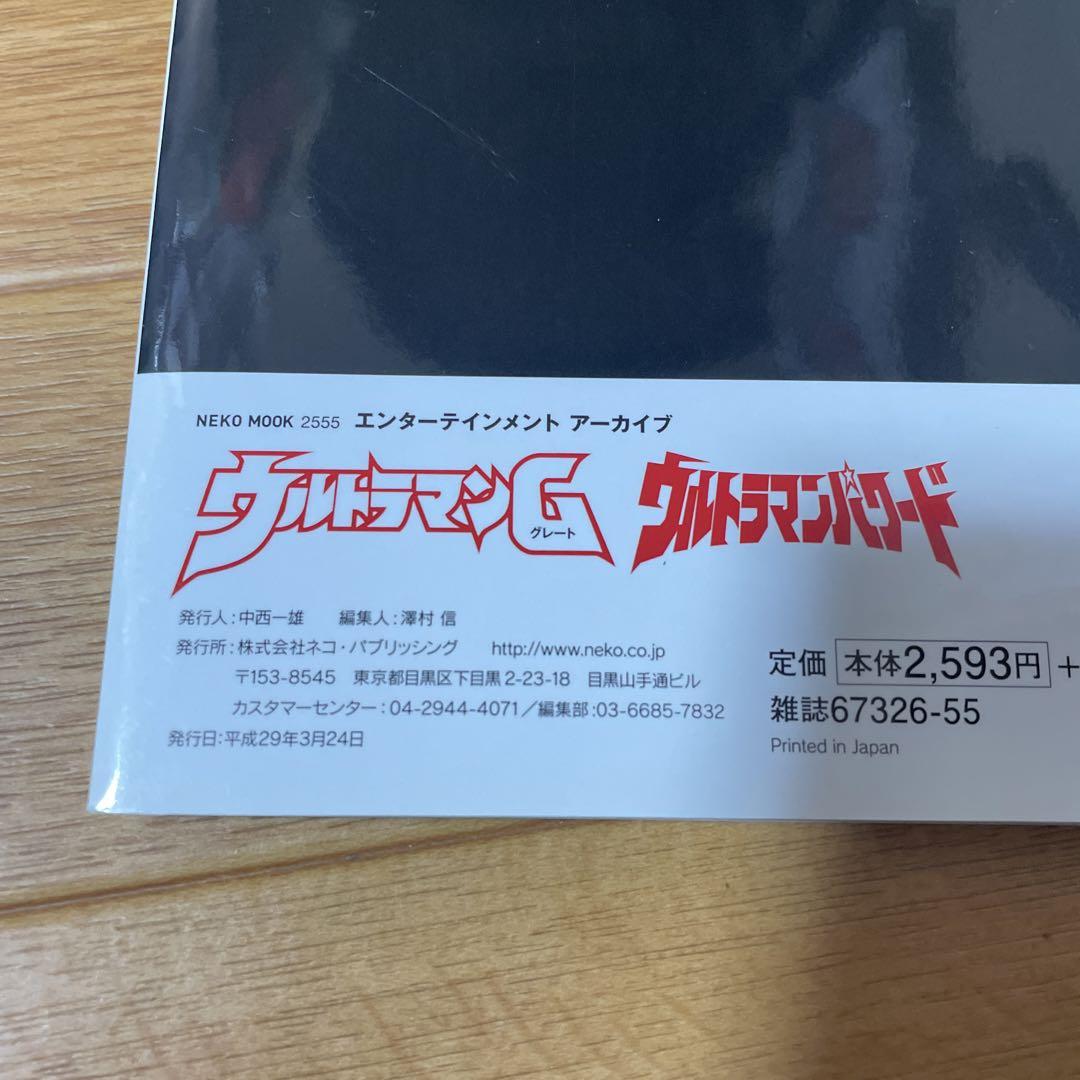 NEKO MOOK 2555 エンターテインメント アーカイブ
ウルトラマンG グレート ウルトラマンパワード
発行人：中西一雄 編集人：澤村 信
発行所：株式会社ネコ・パブリッシング http://www.neko.co.jp
〒153-8545 東京都目黒区下目黒2-23-18 目黒山手通ビル
カスタマーセンター：04-2944-4071／編集部：03-6685-7832
発行日：平成29年3月24日
定価 本体2,593円+
雑誌67326-55
Printed in Japan